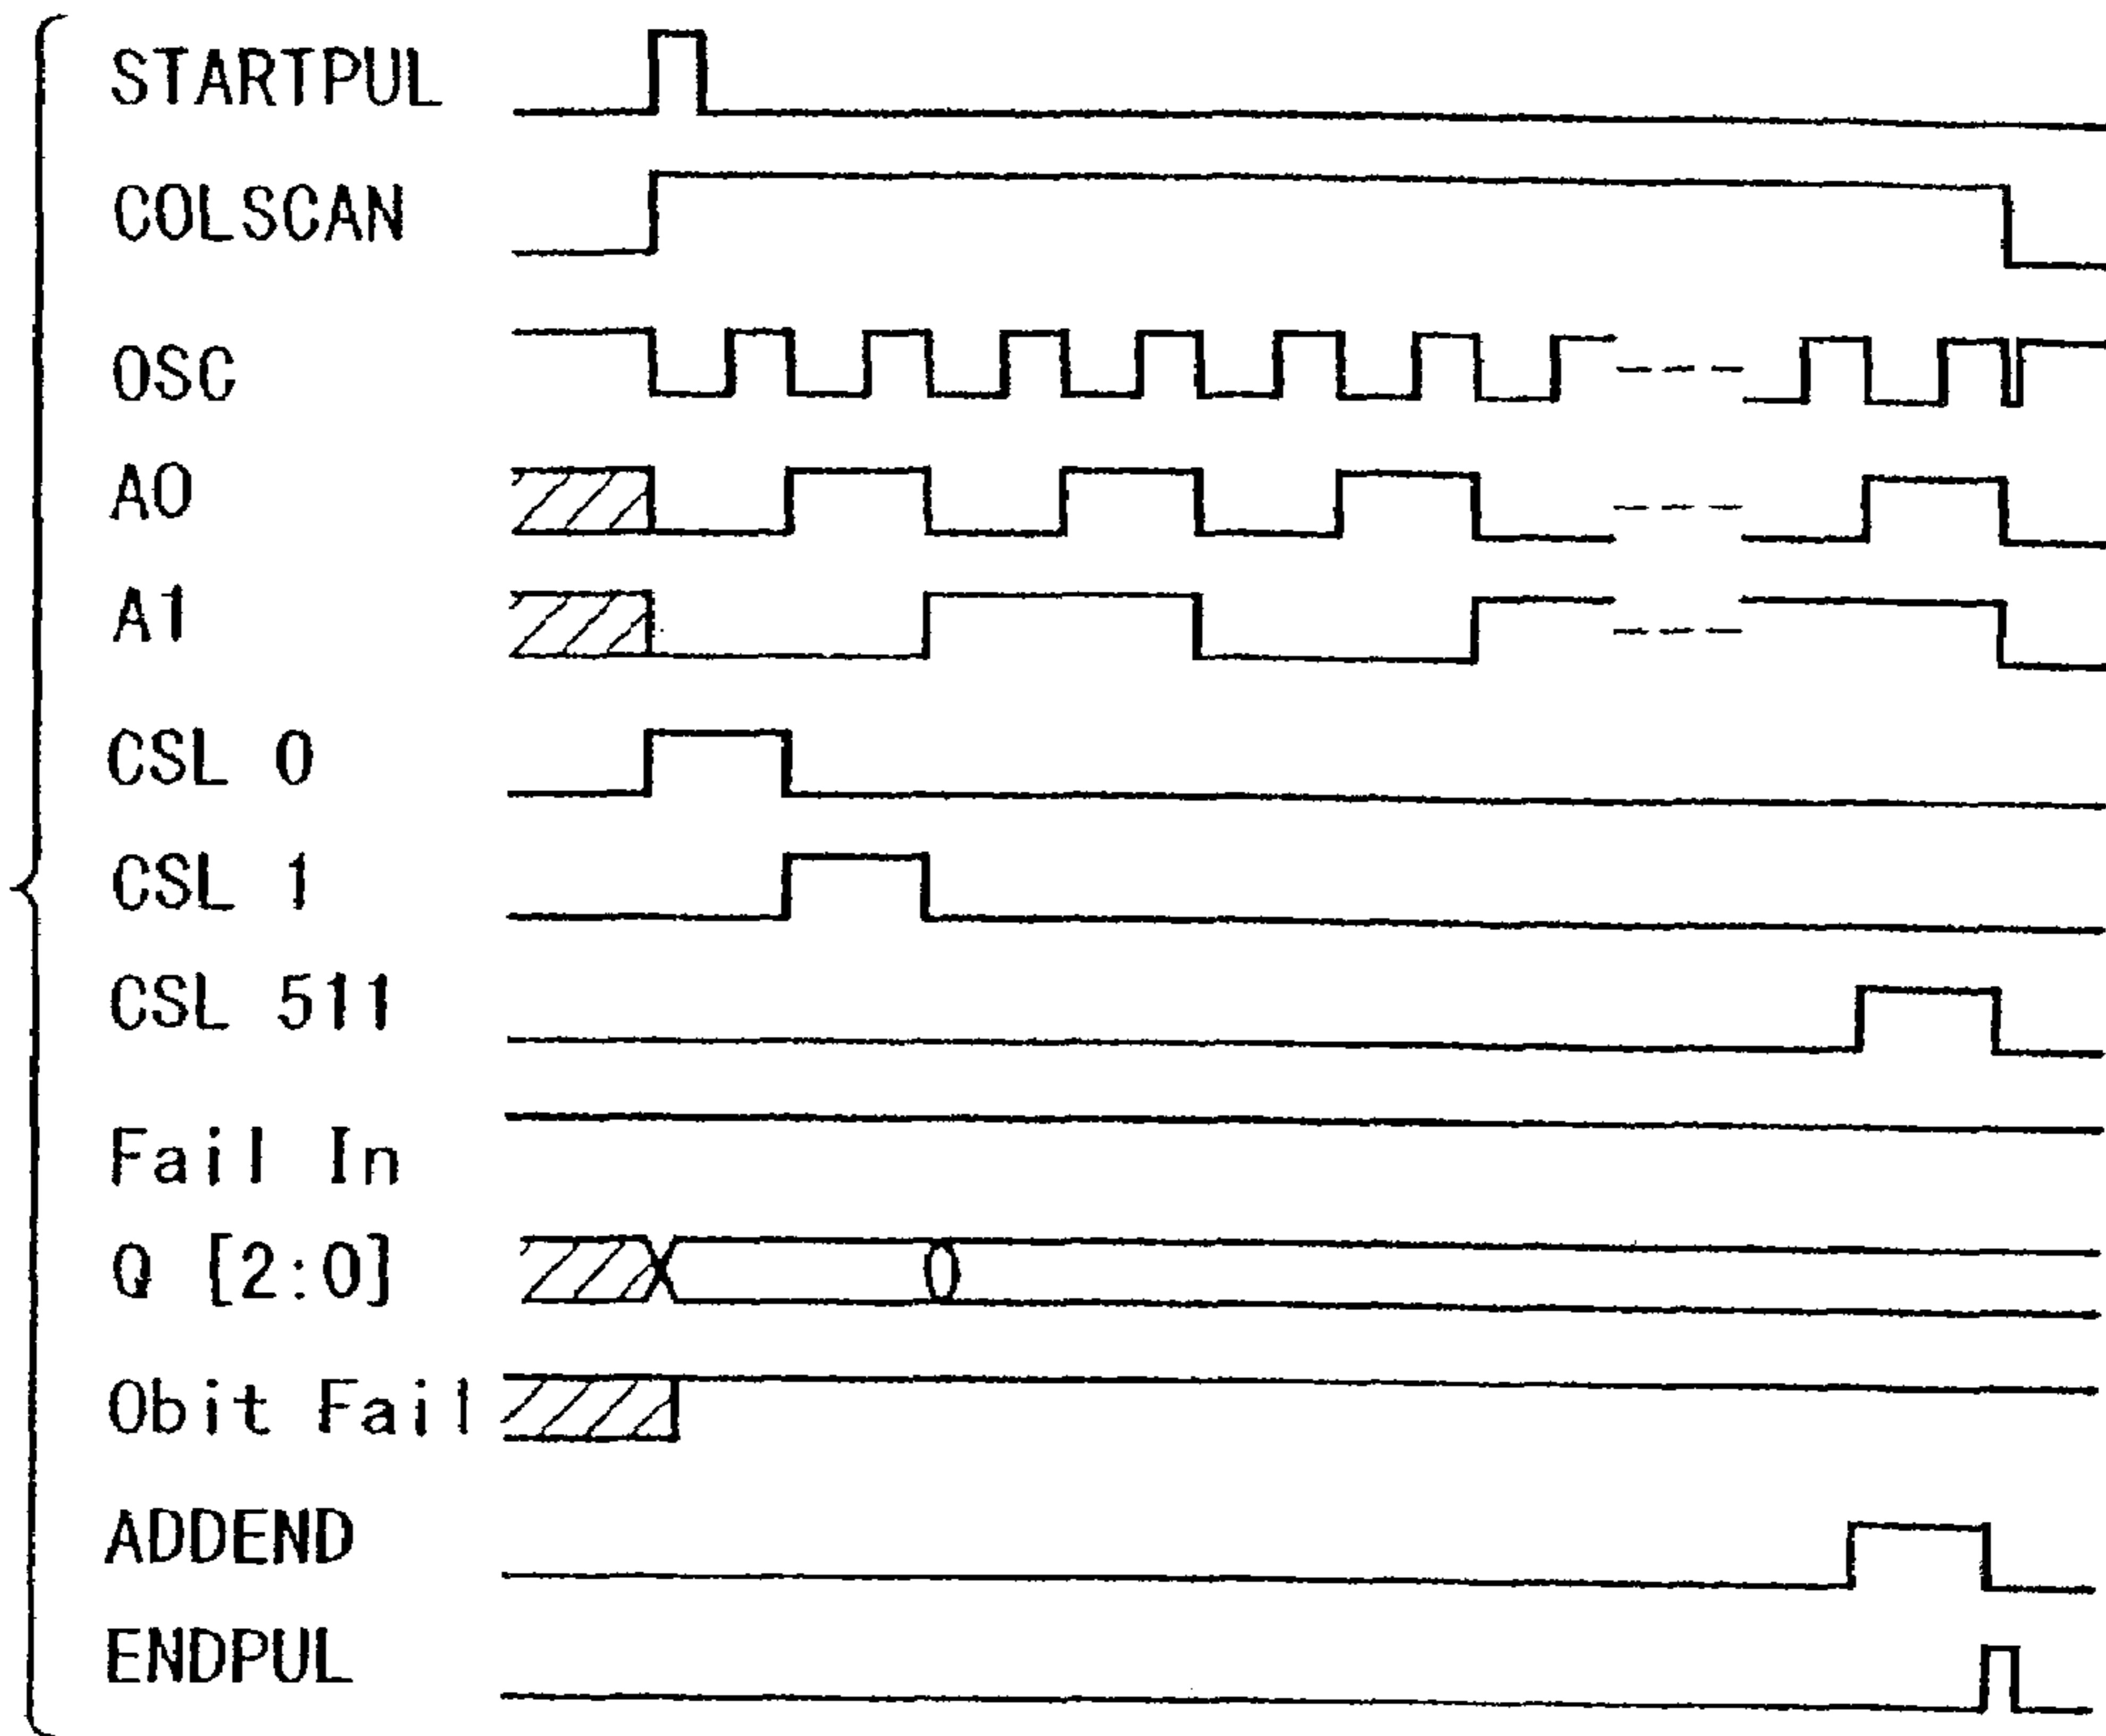 STARTPUL
COLSCAN
OSC
A0
A1
CSL 0
CSL 1
CSL 511
Fail In
Q [2:0]
0bit Fail
ADDEND
ENDPUL